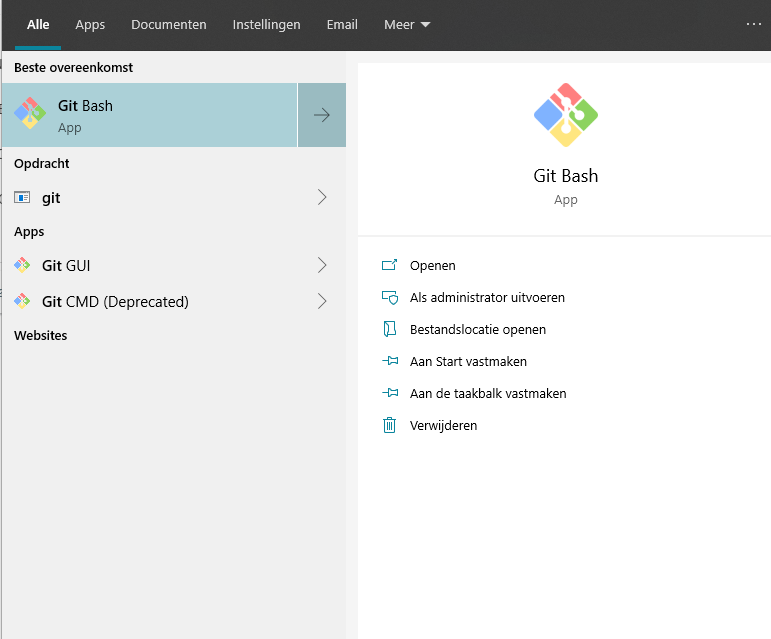 Alle Apps Documenten Instellingen Email Meer
Beste overeenkomst
Git Bash
App
Opdracht
git
Apps
Git GUI
Git CMD (Deprecated)
Websites
Git Bash
App
Openen
Als administrator uitvoeren
Bestandslocatie openen
Aan Start vastmaken
Aan de taakbalk vastmaken
Verwijderen